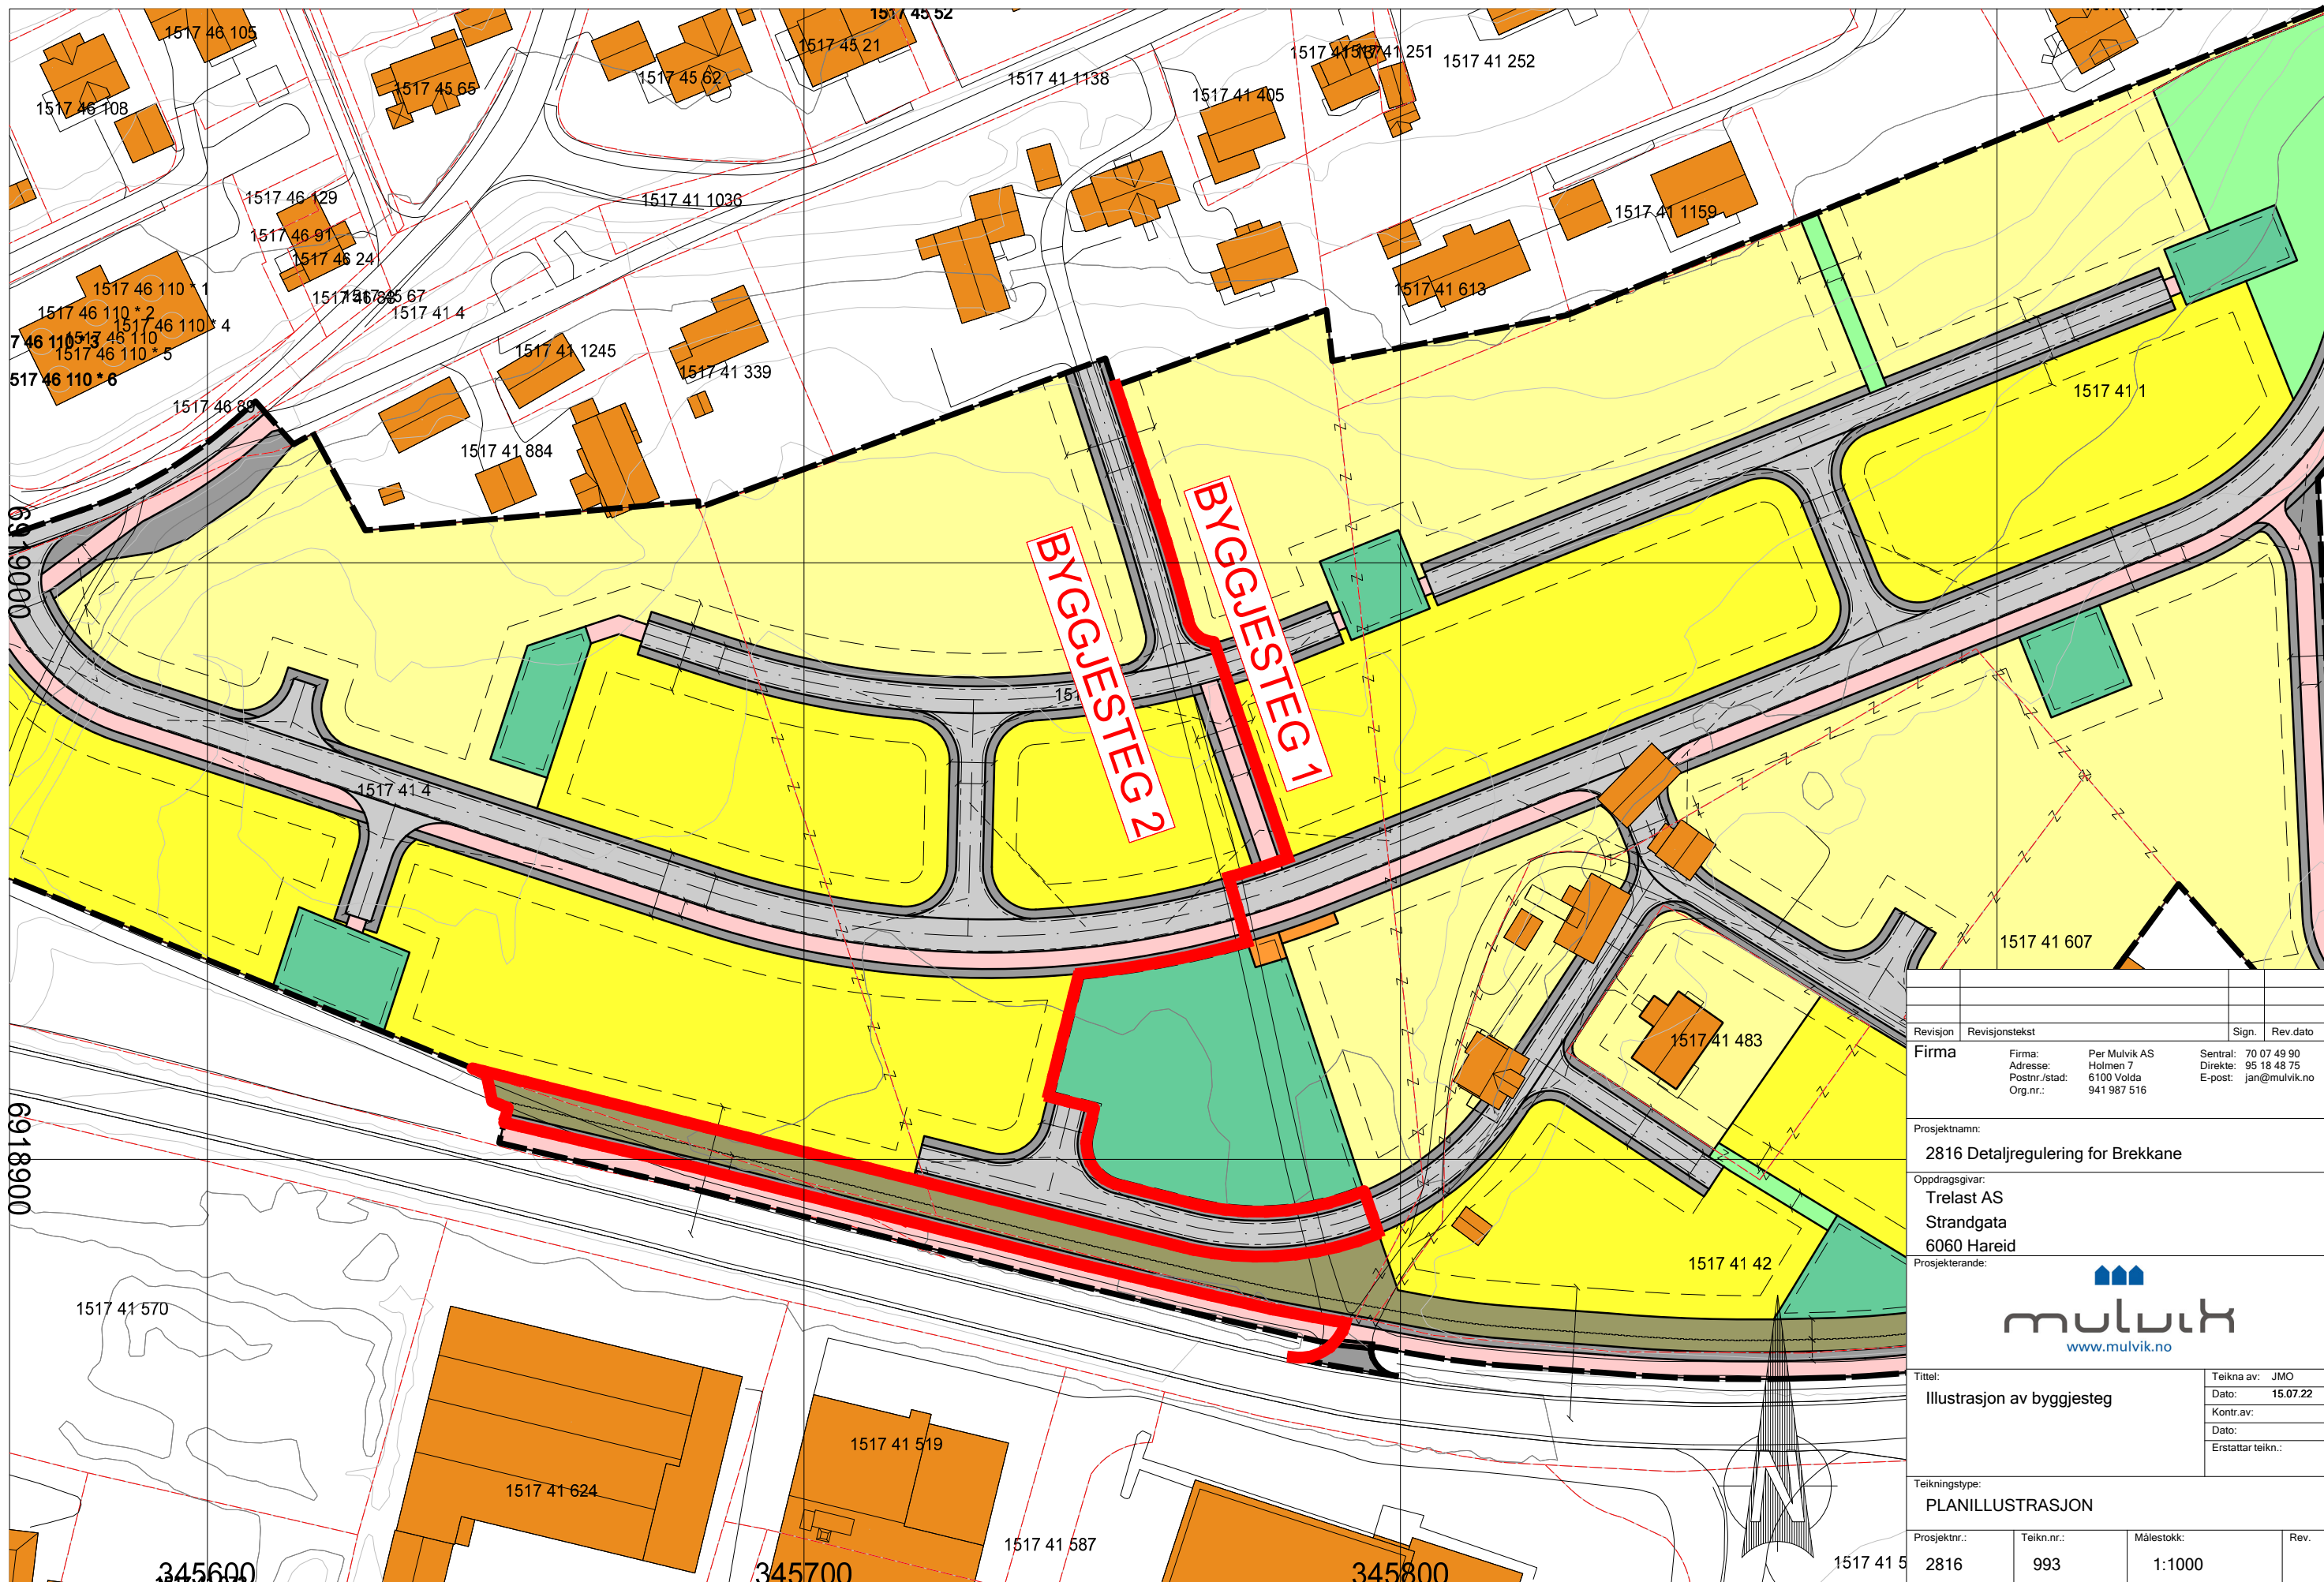 1517 46 105
1517 45 52
1517 45 21
1517 41 251
1517 41 252
1517 45 62
1517 41 1138
1517 45 65
1517 41 405
1517 46 108
1517 46 129
1517 41 1036
1517 41 1159
1517 46 91
1517 46 24
1517 46 110 * 1
1517 45 67
1517 41 613
1517 46 110 * 2
1517 41 4
1517 46 110 * 4
1517 46 110
1517 46 110 * 5
1517 41 1245
1517 41 339
517 46 110 * 6
1517 46 89
1517 41 1
1517 41 884
6919000
BYGGJESTEG 1
BYGGJESTEG 2
1517 41 4
1517 41 607
1517 41 483
6918900
1517 41 42
1517 41 570
1517 41 519
1517 41 624
1517 41 587
1517 41 5
345600
345700
345800
N
Revisjon Revisjonstekst Sign. Rev.dato
Firma
Firma: Per Mulvik AS Sentral: 70 07 49 90
Adresse: Holmen 7 Direkte: 95 18 48 75
Postnr./stad: 6100 Volda E-post: jan@mulvik.no
Org.nr.: 941 987 516
Prosjektnamn:
2816 Detaljregulering for Brekkane
Oppdragsgivar:
Trelast AS
Strandgata
6060 Hareid
Prosjekterande:
mulvik
www.mulvik.no
Tittel:
Illustrasjon av byggjesteg
Teikna av: JMO
Dato: 15.07.22
Kontr.av:
Dato:
Erstattar teikn.:
Teikningstype:
PLANILLUSTRASJON
Prosjektnr.: Teikn.nr.: Målestokk: Rev.
2816 993 1:1000